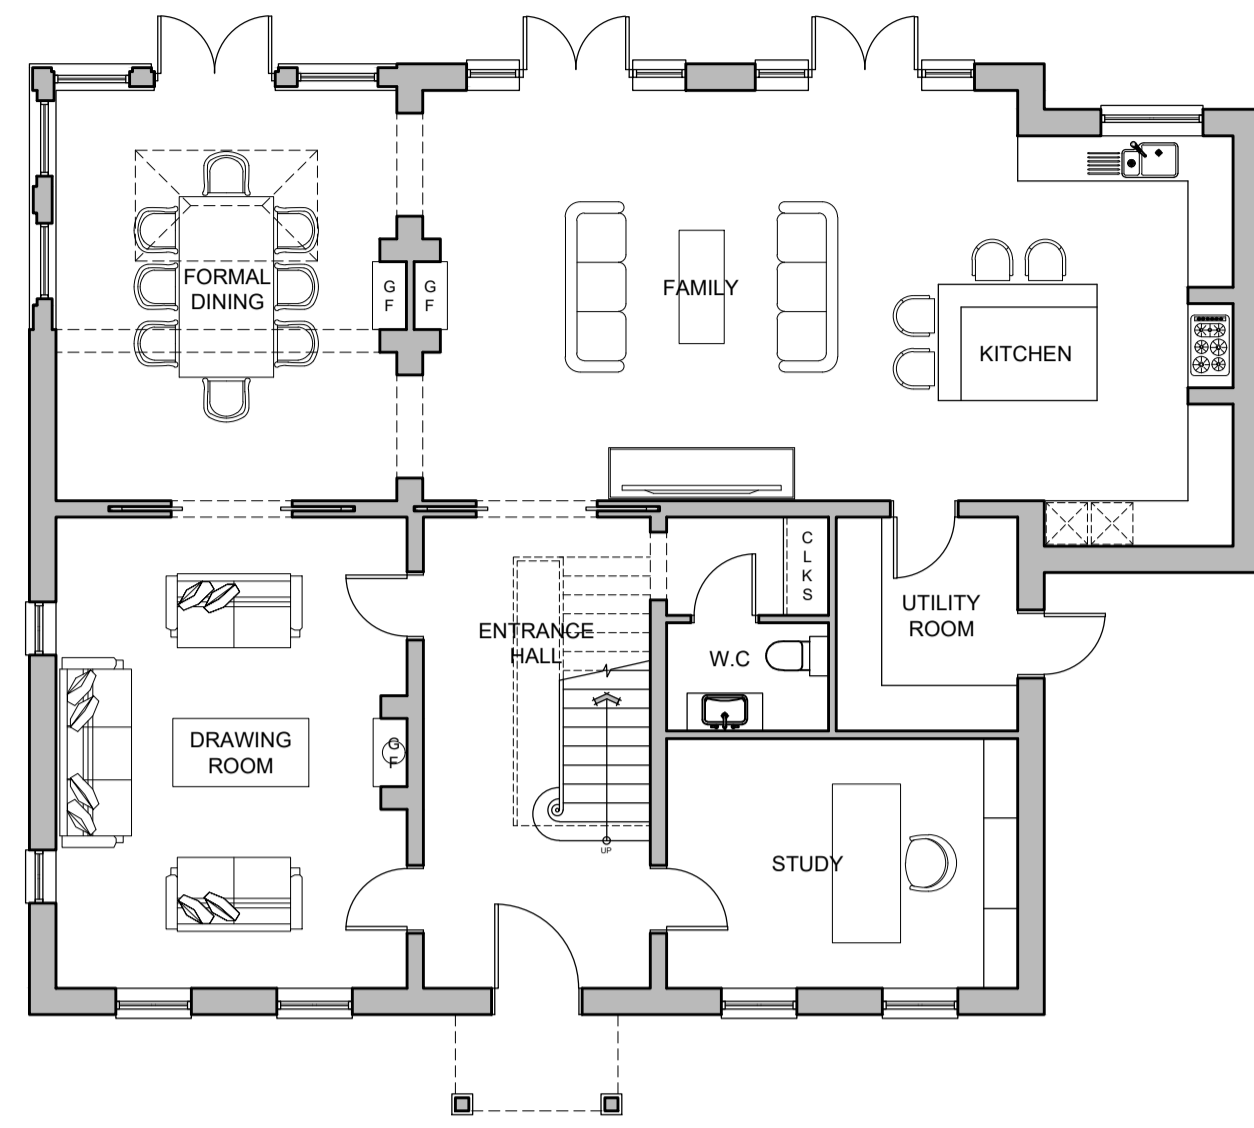 FORMAL
DINING
G
F
G
F
FAMILY
KITCHEN
C
L
K
S
ENTRANCE
HALL
UTILITY
ROOM
W.C
DRAWING
ROOM
G
F
UP
STUDY